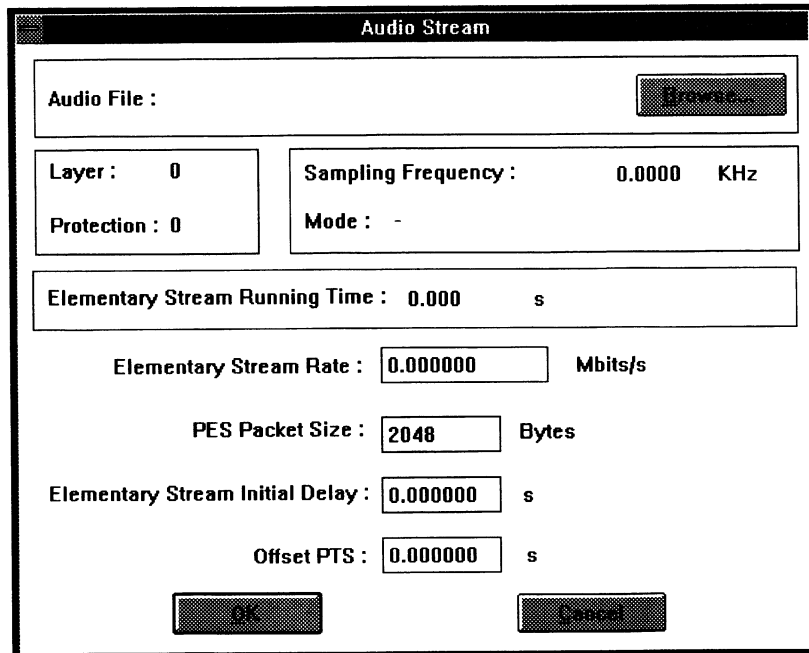 Audio Stream
Audio File :
Browse...
Layer : 0
Protection : 0
Sampling Frequency : 0.0000 KHz
Mode : -
Elementary Stream Running Time : 0.000 s
Elementary Stream Rate : 0.000000 Mbits/s
PES Packet Size : 2048 Bytes
Elementary Stream Initial Delay : 0.000000 s
Offset PTS : 0.000000 s
OK
Cancel